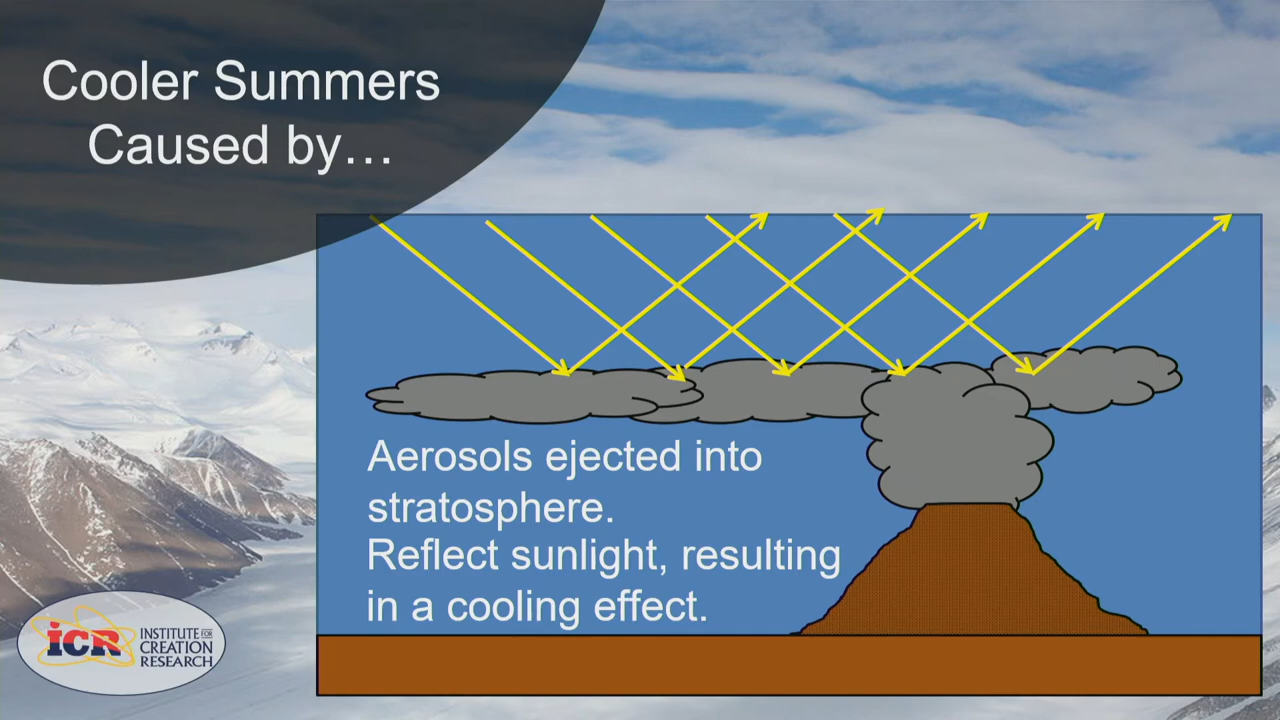 Cooler Summers
Caused by…
Aerosols ejected into
stratosphere.
Reflect sunlight, resulting
in a cooling effect.
ICR
INSTITUTE FOR
CREATION
RESEARCH